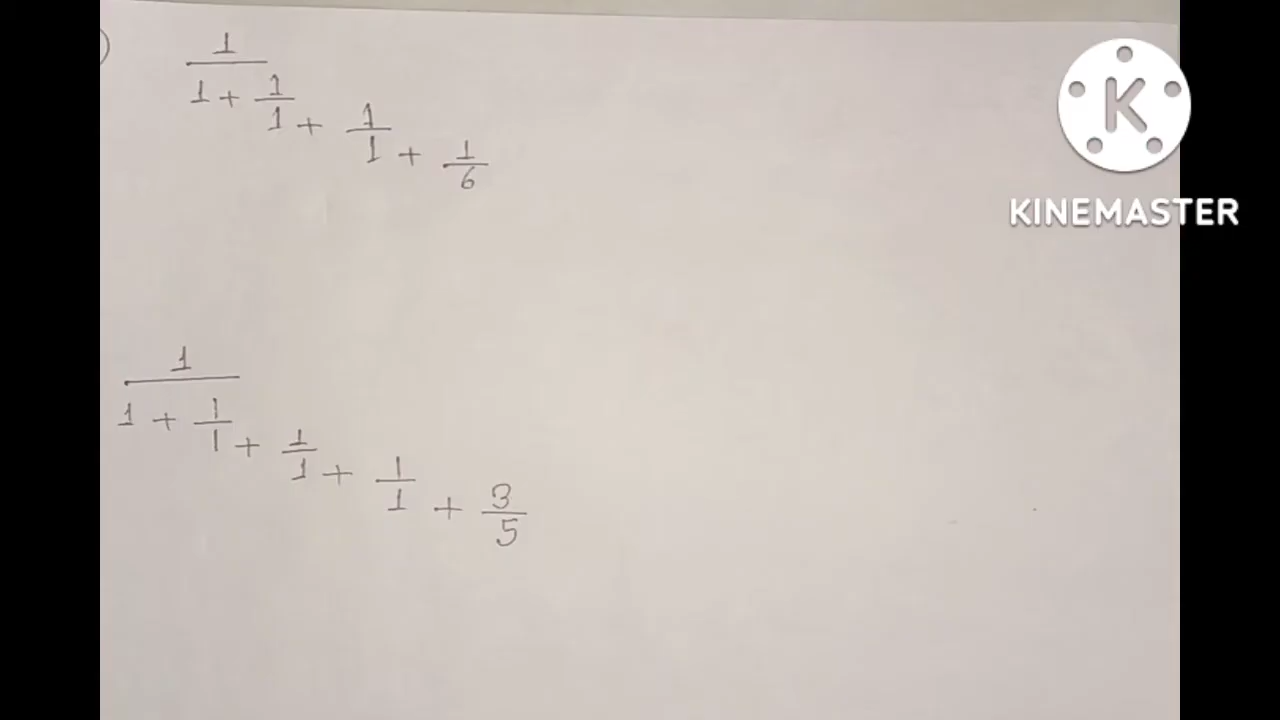 )
1
1 + 1/1 + 1/1 + 1/6
1
1 + 1/1 + 1/1 + 1/1 + 3/5
K
KINEMASTER